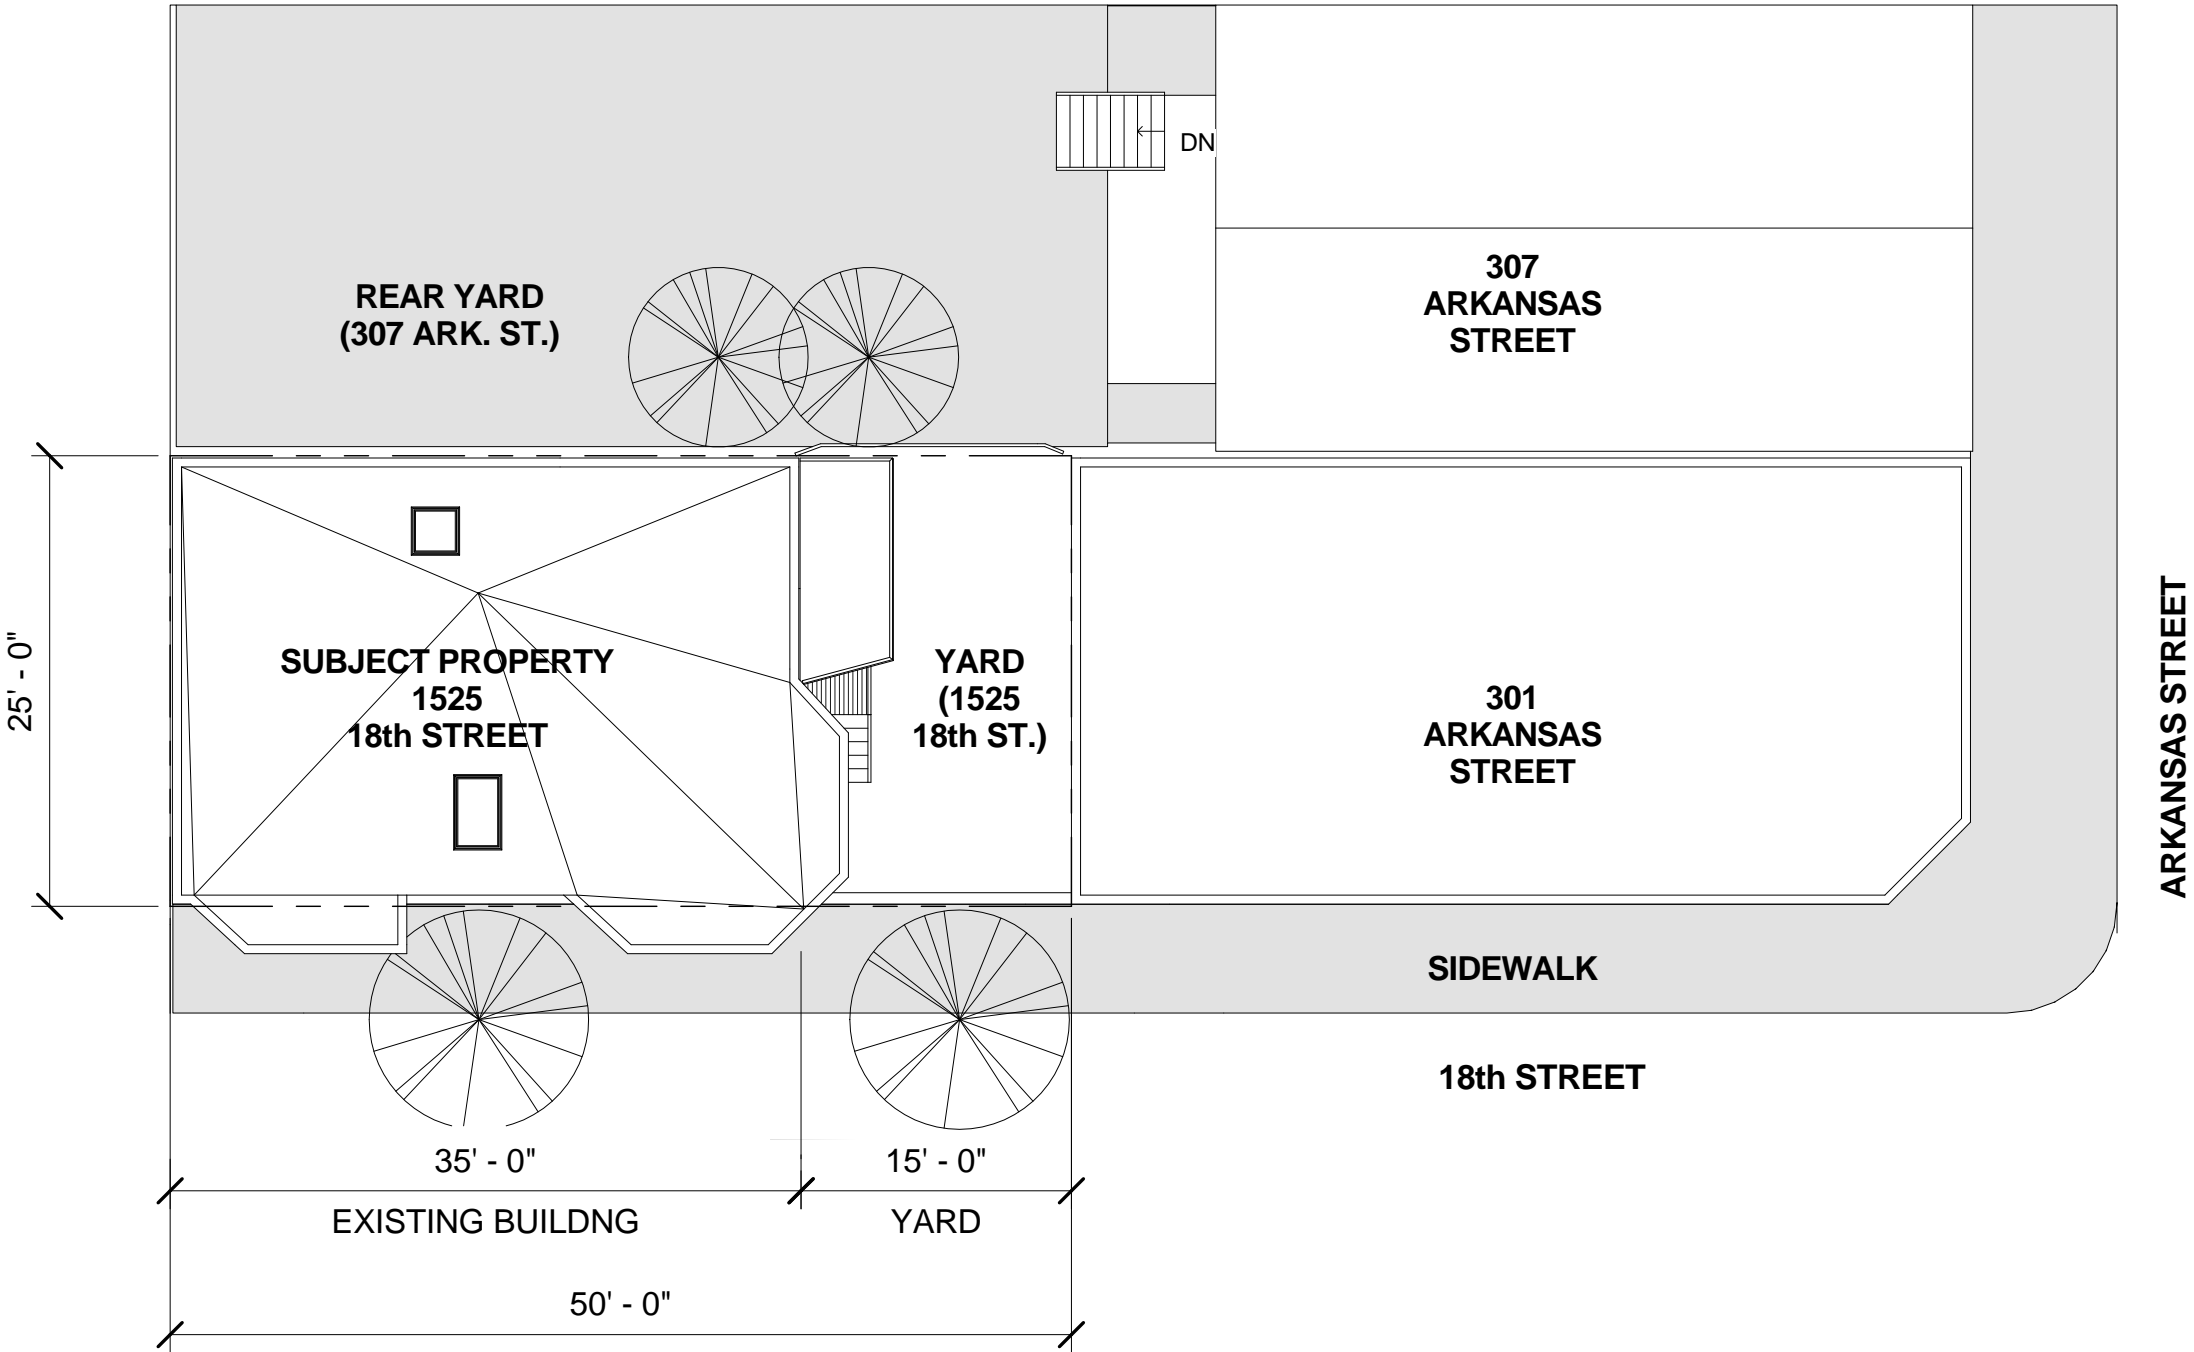 DN
REAR YARD
(307 ARK. ST.)
307
ARKANSAS
STREET
25' - 0"
SUBJECT PROPERTY
1525
18th STREET
YARD
(1525
18th ST.)
301
ARKANSAS
STREET
ARKANSAS STREET
SIDEWALK
18th STREET
35' - 0"
15' - 0"
EXISTING BUILDNG
YARD
50' - 0"